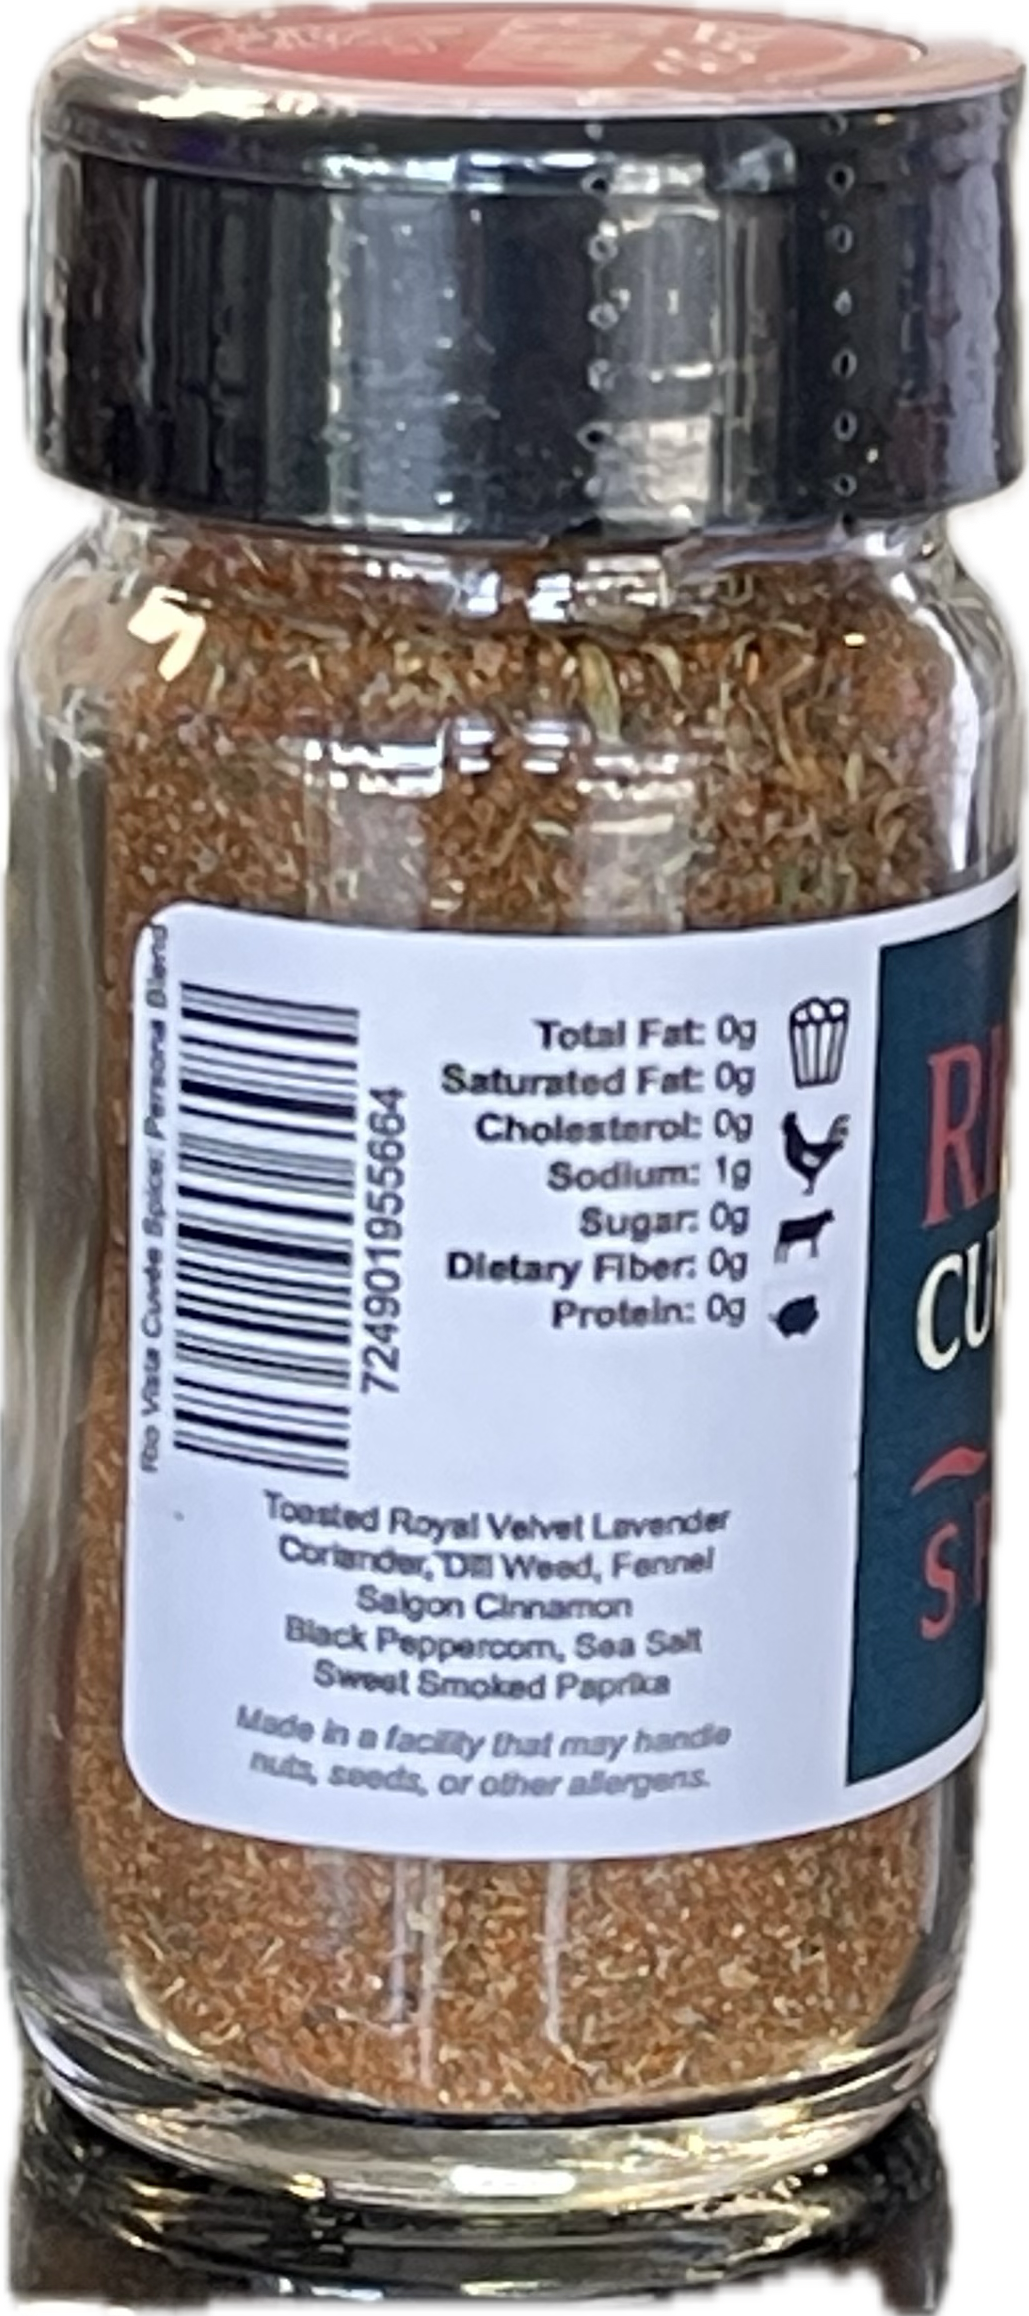 Rio Vista Cuvée Spice: Persona Blend
724901955664
Total Fat: 0g
Saturated Fat: 0g
Cholesterol: 0g
Sodium: 1g
Sugar: 0g
Dietary Fiber: 0g
Protein: 0g
Toasted Royal Velvet Lavender
Coriander, Dill Weed, Fennel
Saigon Cinnamon
Black Peppercorn, Sea Salt
Sweet Smoked Paprika
Made in a facility that may handle
nuts, seeds, or other allergens.
RI
CU
S